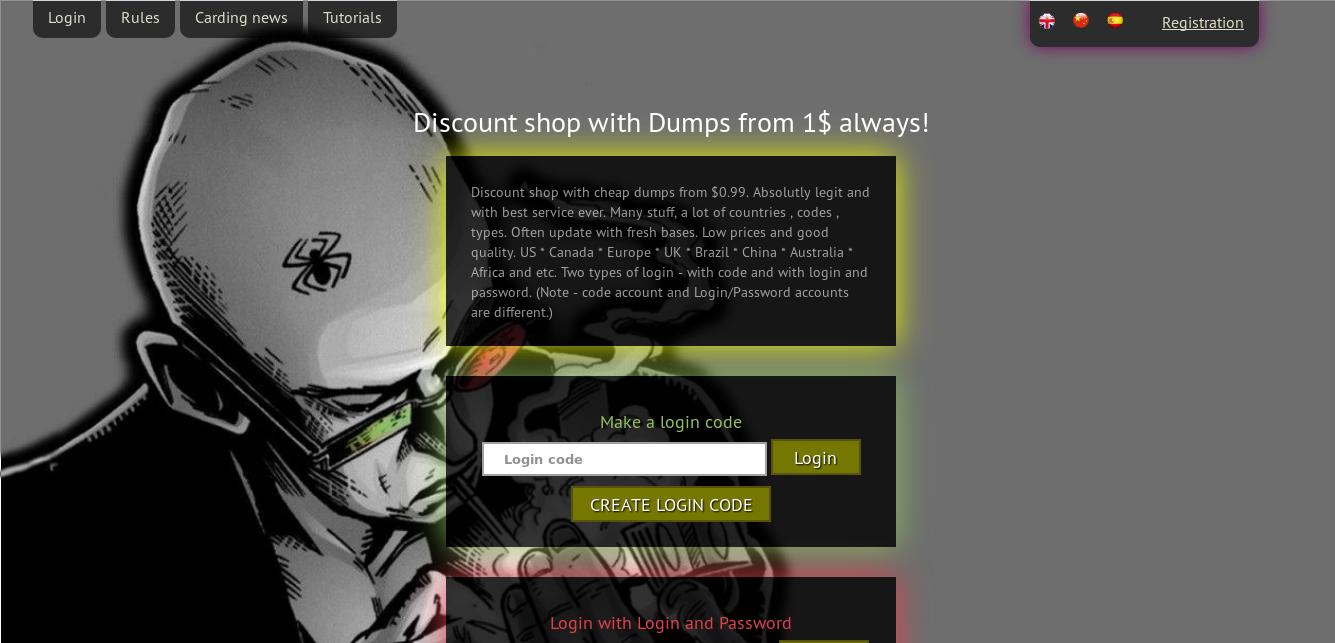 Login
Rules
Carding news
Tutorials
Registration
Discount shop with Dumps from 1$ always!
Discount shop with cheap dumps from $0.99. Absolutly legit and
with best service ever. Many stuff, a lot of countries , codes ,
types. Often update with fresh bases. Low prices and good
quality. US * Canada * Europe * UK * Brazil * China * Australia *
Africa and etc. Two types of login - with code and with login and
password. (Note - code account and Login/Password accounts
are different.)
Make a login code
Login code
Login
CREATE LOGIN CODE
Login with Login and Password